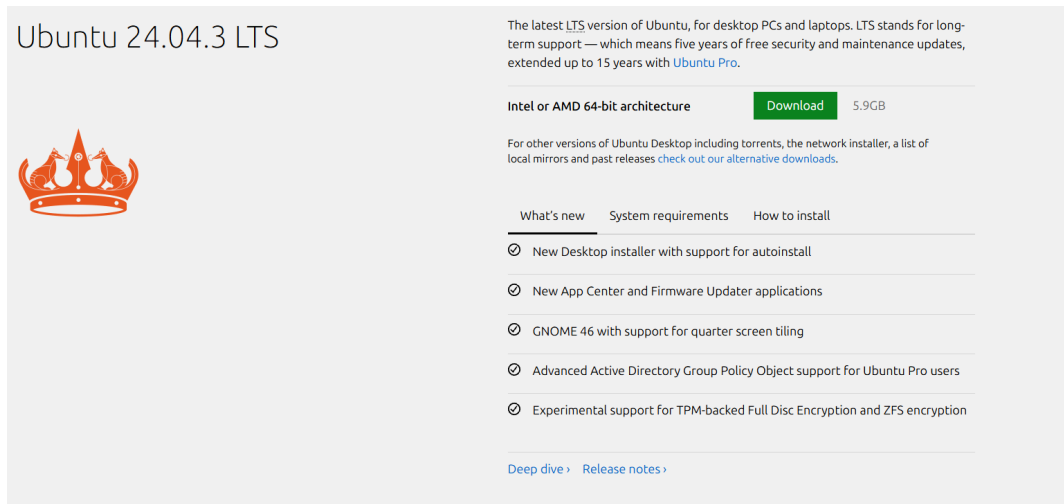 Ubuntu 24.04.3 LTS
The latest LTS version of Ubuntu, for desktop PCs and laptops. LTS stands for long-
term support — which means five years of free security and maintenance updates,
extended up to 15 years with Ubuntu Pro.
Intel or AMD 64-bit architecture Download 5.9GB
For other versions of Ubuntu Desktop including torrents, the network installer, a list of
local mirrors and past releases check out our alternative downloads.
What's new System requirements How to install
New Desktop installer with support for autoinstall
New App Center and Firmware Updater applications
GNOME 46 with support for quarter screen tiling
Advanced Active Directory Group Policy Object support for Ubuntu Pro users
Experimental support for TPM-backed Full Disc Encryption and ZFS encryption
Deep dive › Release notes ›